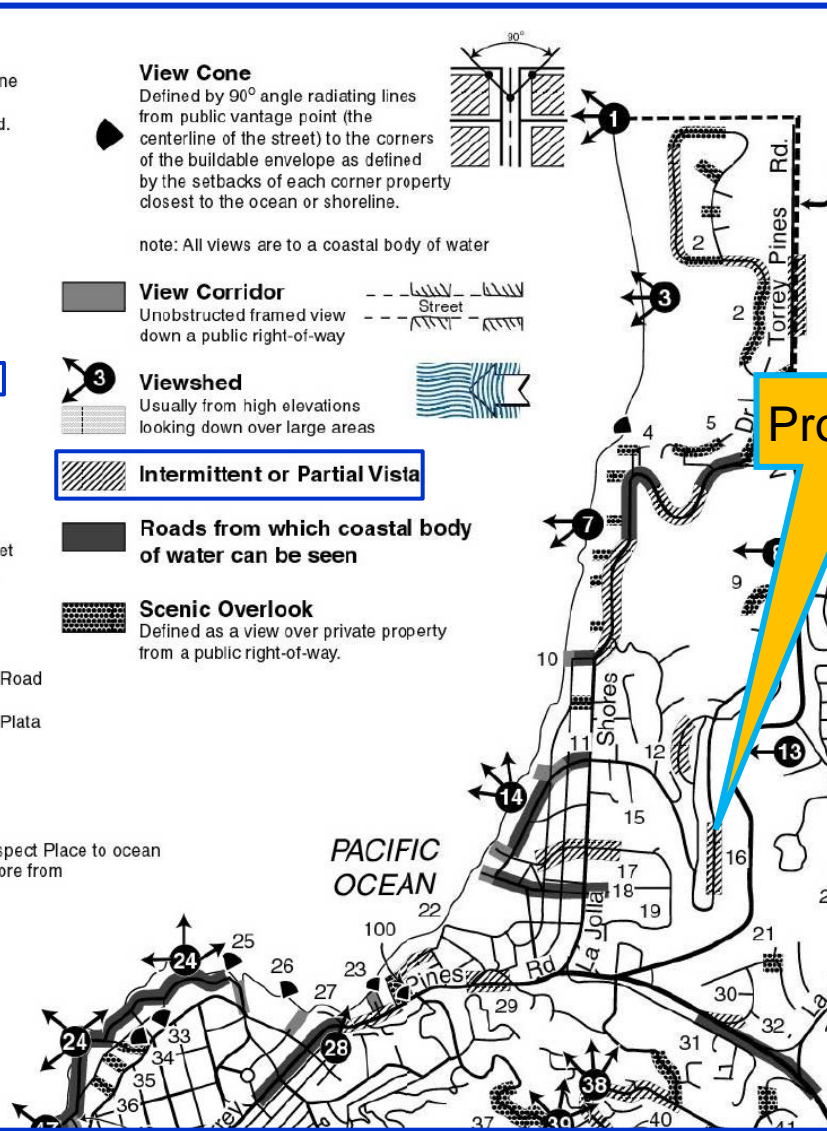 ne
d.
et
Road
Plata
spect Place to ocean
ore from
View Cone
Defined by 90° angle radiating lines
from public vantage point (the
centerline of the street) to the corners
of the buildable envelope as defined
by the setbacks of each corner property
closest to the ocean or shoreline.
note: All views are to a coastal body of water
90°
View Corridor
Unobstructed framed view
down a public right-of-way
Street
3
Viewshed
Usually from high elevations
looking down over large areas
Intermittent or Partial Vista
Roads from which coastal body
of water can be seen
Scenic Overlook
Defined as a view over private property
from a public right-of-way.
1
Torrey Pines Rd.
2
3
2
Pro
Dr
4
5
7
9
10
Shores
11
12
13
14
15
PACIFIC
OCEAN
16
17
18
19
La Jolla
22
100
21
24
25
26
23
27
Pines Rd
29
30
24
33
34
28
31
32
35
36
38
37
39
40
41